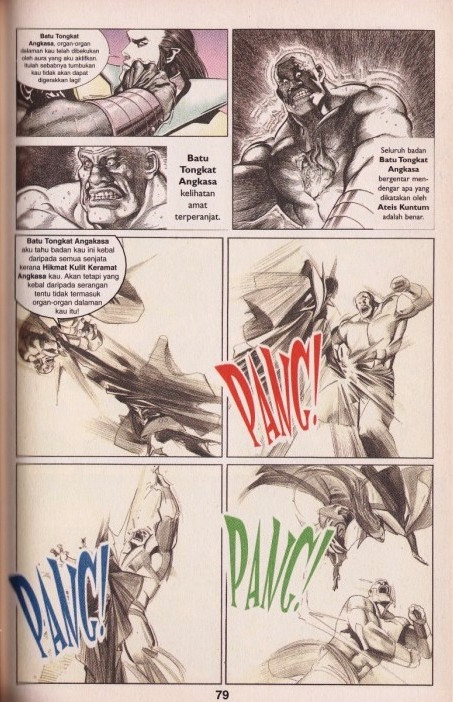 Batu Tongkat
Angkasa, organ-organ
dalaman kau telah dibekukan
oleh aura yang aku aktifkan.
Itulah sebabnya tumbukan
kau tidak akan dapat
digerakkan lagi!
Seluruh badan
Batu Tongkat
Angkasa
bergentar men-
dengar apa yang
dikatakan oleh
Ateis Kuntum
adalah benar.
Batu
Tongkat
Angkasa
kelihatan
amat
terperanjat.
Batu Tongkat Angakasa
aku tahu badan kau ini kebal
daripada semua senjata
kerana Hikmat Kulit Keramat
Angkasa kau. Akan tetapi yang
kebal daripada serangan
tentu tidak termasuk
organ-organ dalaman
kau itu!
PANG!
PANG!
PANG!
79